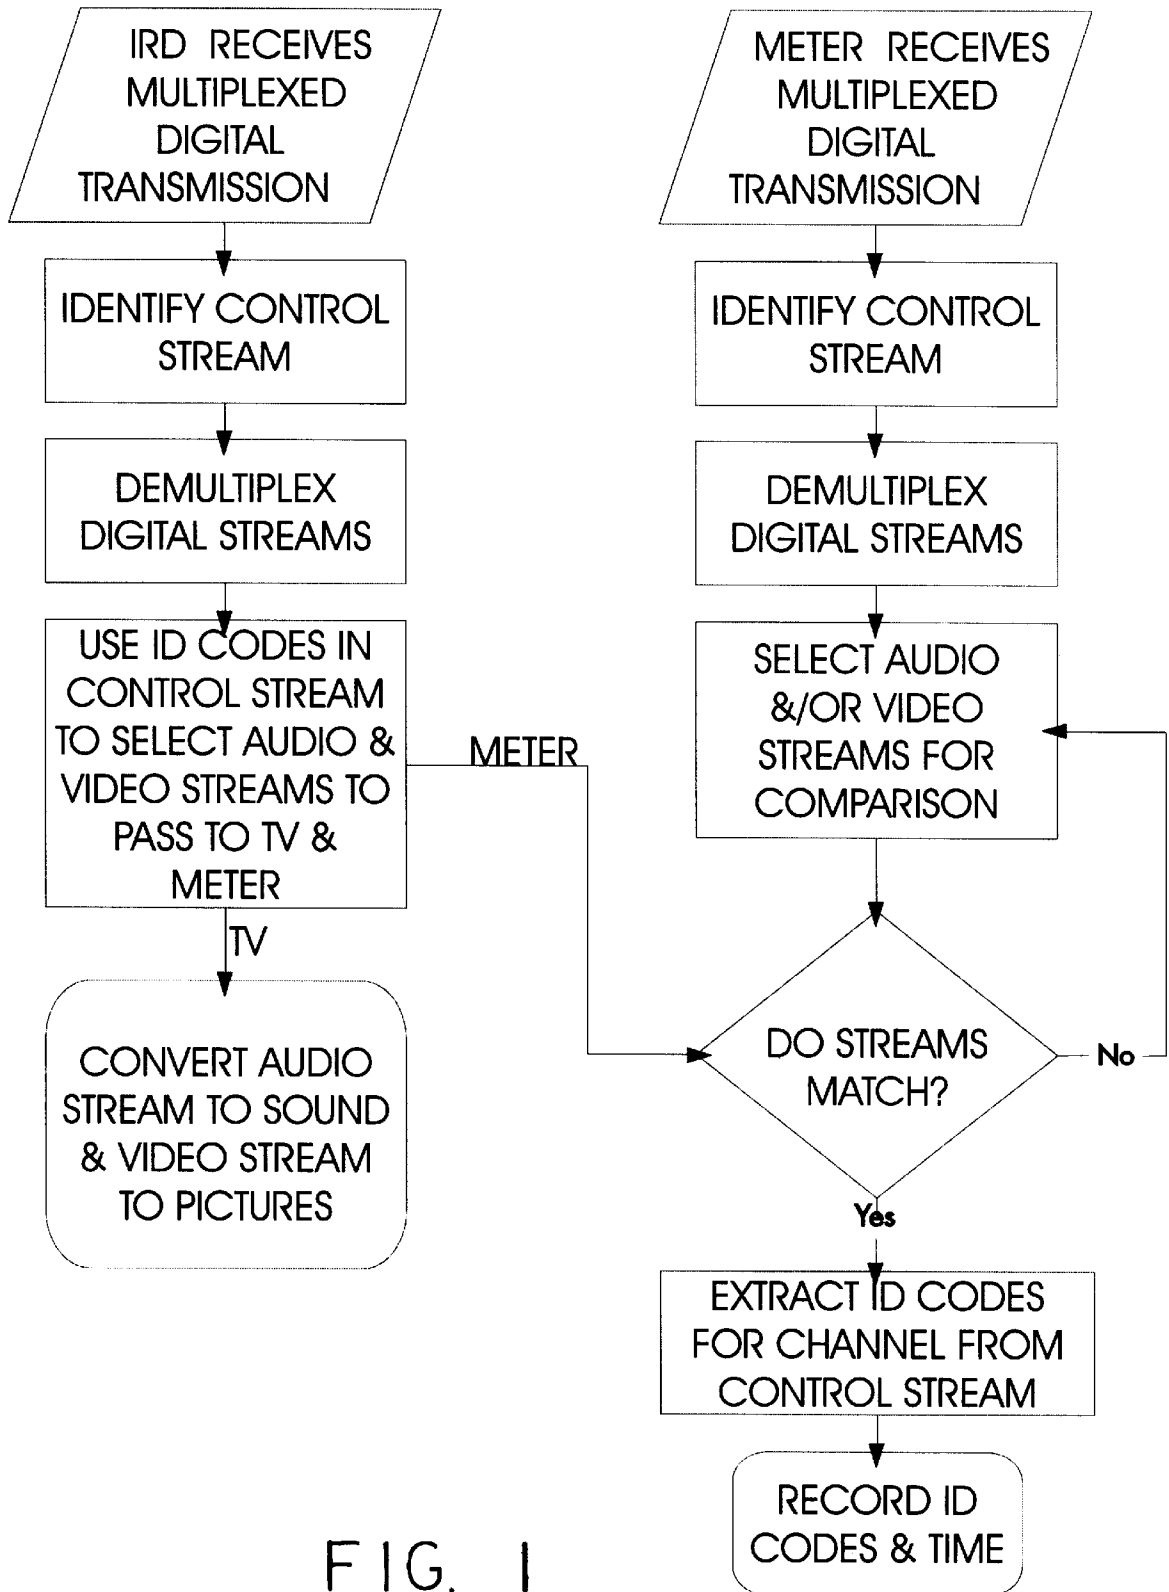 IRD RECEIVES
MULTIPLEXED
DIGITAL
TRANSMISSION
IDENTIFY CONTROL
STREAM
DEMULTIPLEX
DIGITAL STREAMS
USE ID CODES IN
CONTROL STREAM
TO SELECT AUDIO &
VIDEO STREAMS TO
PASS TO TV &
METER
METER
TV
CONVERT AUDIO
STREAM TO SOUND
& VIDEO STREAM
TO PICTURES
METER RECEIVES
MULTIPLEXED
DIGITAL
TRANSMISSION
IDENTIFY CONTROL
STREAM
DEMULTIPLEX
DIGITAL STREAMS
SELECT AUDIO
&/OR VIDEO
STREAMS FOR
COMPARISON
DO STREAMS
MATCH?
No
Yes
EXTRACT ID CODES
FOR CHANNEL FROM
CONTROL STREAM
RECORD ID
CODES & TIME
FIG. 1